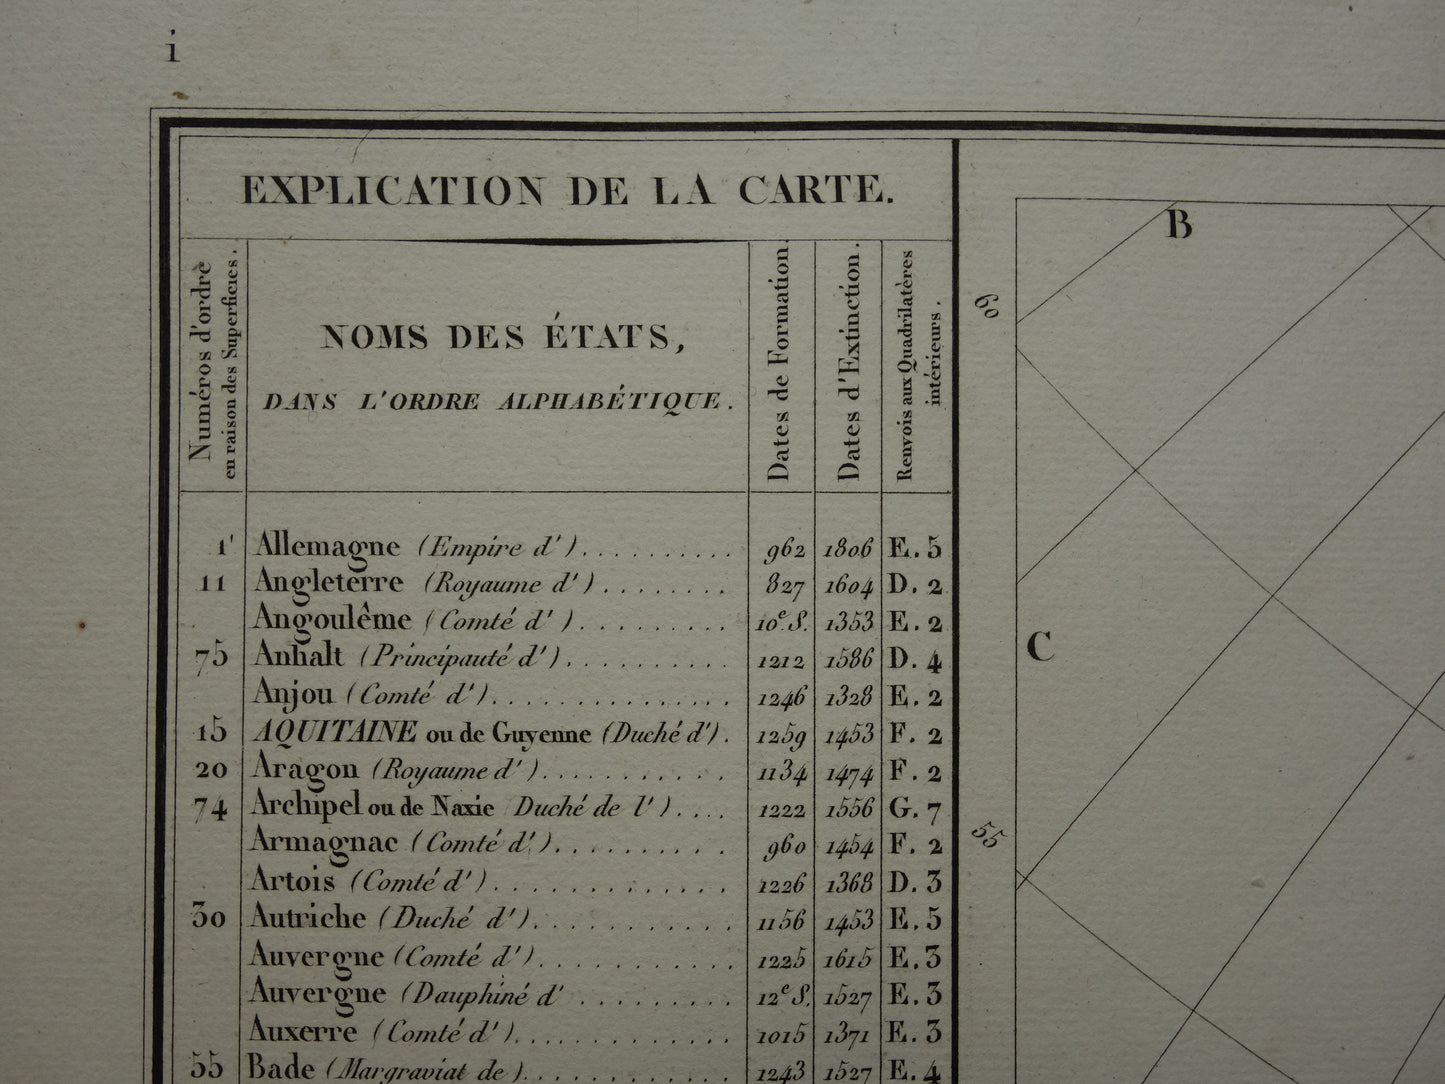 i
EXPLICATION DE LA CARTE.
Numéros d'ordre
en raison des Superficies.
NOMS DES ÉTATS,
DANS L'ORDRE ALPHABÉTIQUE.
Dates de Formation.
Dates d'Extinction.
Renvois aux Quadrilatères
intérieurs.
1' Allemagne (Empire d') .......... 962 1806 E. 5
11 Angleterre (Royaume d') ........ 827 1604 D. 2
Angoulême (Comté d') ......... 10e S. 1353 E. 2
75 Anhalt (Principauté d') .......... 1212 1586 D. 4
Anjou (Comté d') .............. 1246 1328 E. 2
15 AQUITAINE ou de Guyenne (Duché d'). 1259 1453 F. 2
20 Aragon (Royaume d') ........... 1134 1474 F. 2
74 Archipel ou de Naxie Duché de l') .... 1222 1556 G. 7
Armagnac (Comté d') .......... 960 1454 F. 2
Artois (Comté d') ............. 1226 1368 D. 3
30 Autriche (Duché d') ........... 1156 1453 E. 5
Auvergne (Comté d') ........... 1225 1615 E. 3
Auvergne (Dauphiné d' ......... 12e S. 1527 E. 3
Auxerre (Comté d') ............ 1015 1371 E. 3
55 Bade (Margraviat de) ........... 1243 1527 E. 4
B
60
C
55